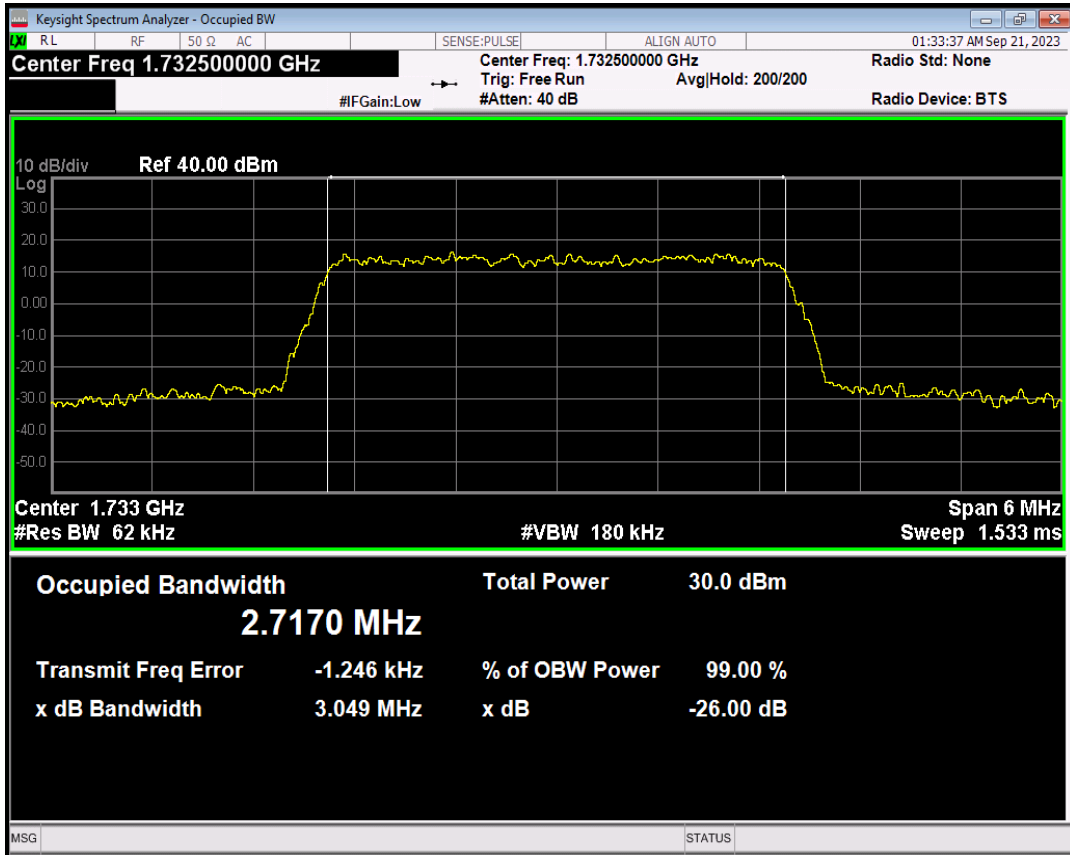 Keysight Spectrum Analyzer - Occupied BW
LXI RL RF 50 Ω AC SENSE:PULSE ALIGN AUTO 01:33:37 AM Sep 21, 2023
Center Freq 1.732500000 GHz Center Freq: 1.732500000 GHz Radio Std: None
Trig: Free Run Avg|Hold: 200/200
#IFGain:Low #Atten: 40 dB Radio Device: BTS
10 dB/div Ref 40.00 dBm
Log
30.0
20.0
10.0
0.00
-10.0
-20.0
-30.0
-40.0
-50.0
Center 1.733 GHz Span 6 MHz
#Res BW 62 kHz #VBW 180 kHz Sweep 1.533 ms
Occupied Bandwidth Total Power 30.0 dBm
2.7170 MHz
Transmit Freq Error -1.246 kHz % of OBW Power 99.00 %
x dB Bandwidth 3.049 MHz x dB -26.00 dB
MSG STATUS